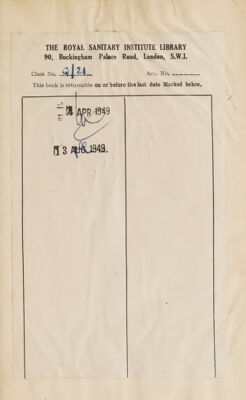 THE ROYAL SANITARY INSTITUTE LIBRARY
90, Buckingham Palace Road, London, S.W.1.
Class No. ............ Acc. No. ...............
This book is returnable on or before the last date Marked below.
APR 1949
13 AUG 1949